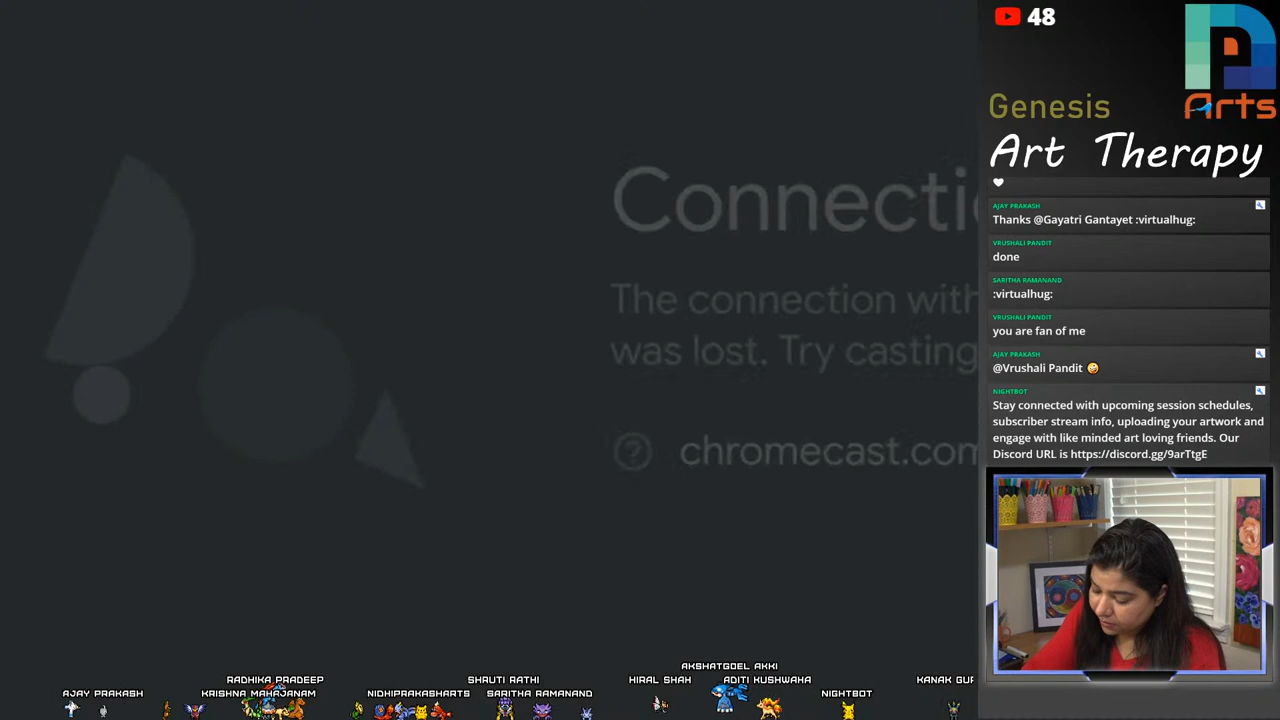 48
Arts
Genesis
Art Therapy
AJAY PRAKASH
Thanks @Gayatri Gantayet :virtualhug:
VRUSHALI PANDIT
done
SARITHA RAMANAND
:virtualhug:
VRUSHALI PANDIT
you are fan of me
AJAY PRAKASH
@Vrushali Pandit
NIGHTBOT
Stay connected with upcoming session schedules,
subscriber stream info, uploading your artwork and
engage with like minded art loving friends. Our
Discord URL is https://discord.gg/9arTtgE
Connecti
The connection with
was lost. Try casting
chromecast.com
AKSHATGOEL AKKI
RADHIKA PRADEEP
SHRUTI RATHI
HIRAL SHAH
ADITI KUSHWAHA
KANAK GUP
AJAY PRAKASH
KRISHNA MAHAJANAM
NIDHIPRAKASHARTS
SARITHA RAMANAND
NIGHTBOT